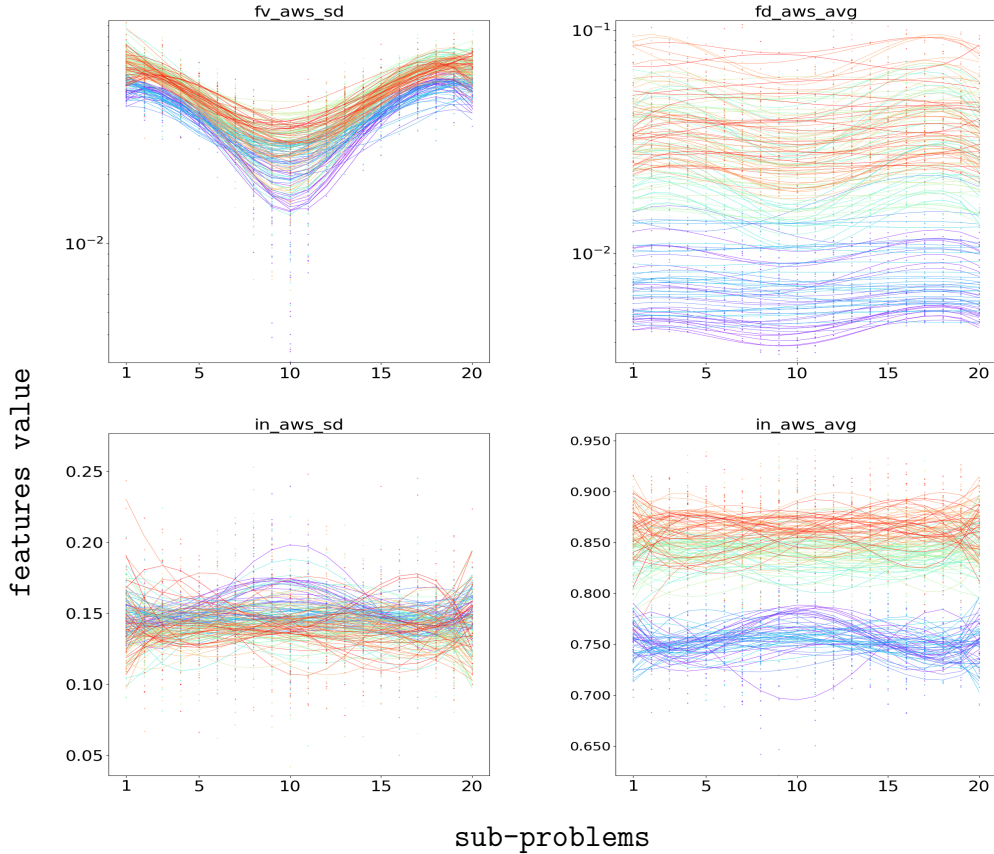 fv_aws_sd
10⁻²
1 5 10 15 20
fd_aws_avg
10⁻¹
10⁻²
1 5 10 15 20
features value
in_aws_sd
0.25
0.20
0.15
0.10
0.05
1 5 10 15 20
in_aws_avg
0.950
0.900
0.850
0.800
0.750
0.700
0.650
1 5 10 15 20
sub-problems